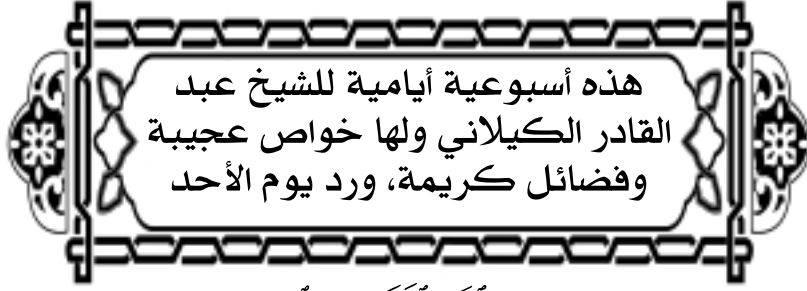 هذه أسبوعية أيامية للشيخ عبد
القادر الكيلاني ولها خواص عجيبة
وفضائل كريمة، ورد يوم الأحد